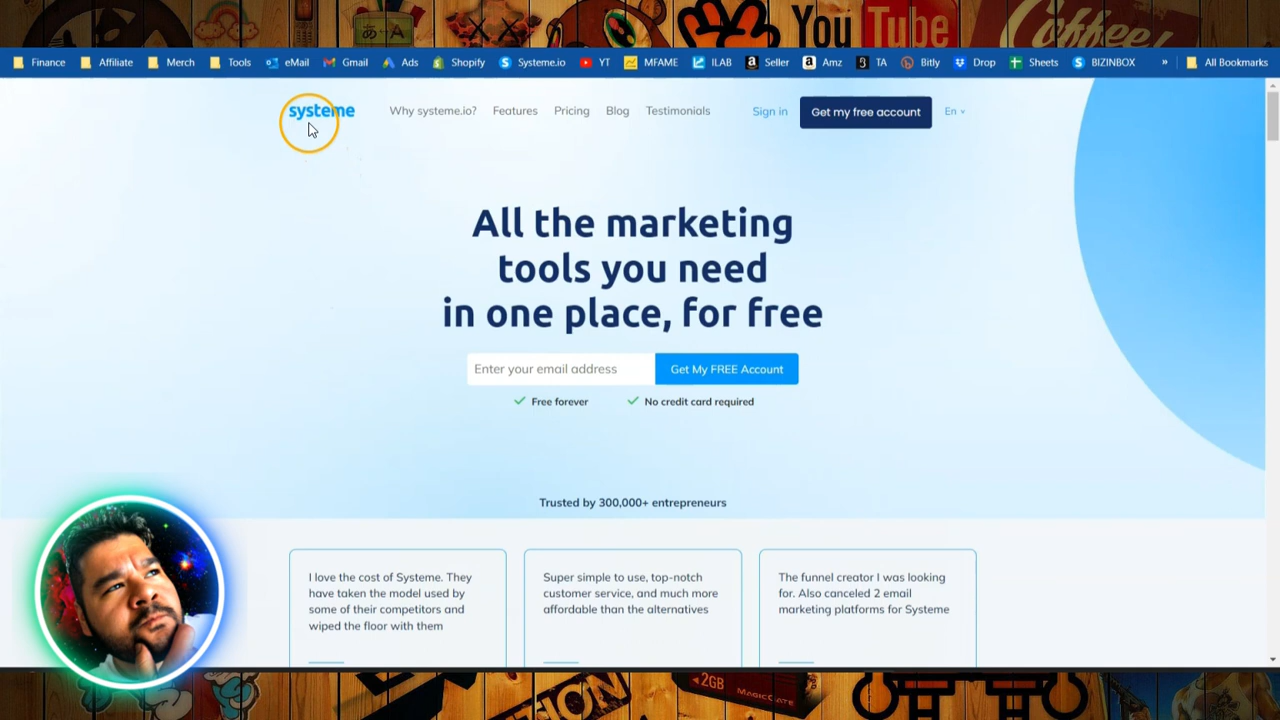 You Tube
Coffee!
あ A
Finance Affiliate Merch Tools eMail Gmail Ads Shopify Systeme.io YT MFAME ILAB Seller Amz TA Bitly Drop Sheets BIZINBOX » All Bookmarks
systeme Why systeme.io? Features Pricing Blog Testimonials Sign in Get my free account En
All the marketing
tools you need
in one place, for free
Enter your email address Get My FREE Account
Free forever No credit card required
Trusted by 300,000+ entrepreneurs
I love the cost of Systeme. They
have taken the model used by
some of their competitors and
wiped the floor with them
Super simple to use, top-notch
customer service, and much more
affordable than the alternatives
The funnel creator I was looking
for. Also canceled 2 email
marketing platforms for Systeme
2GB
MAGICGATE